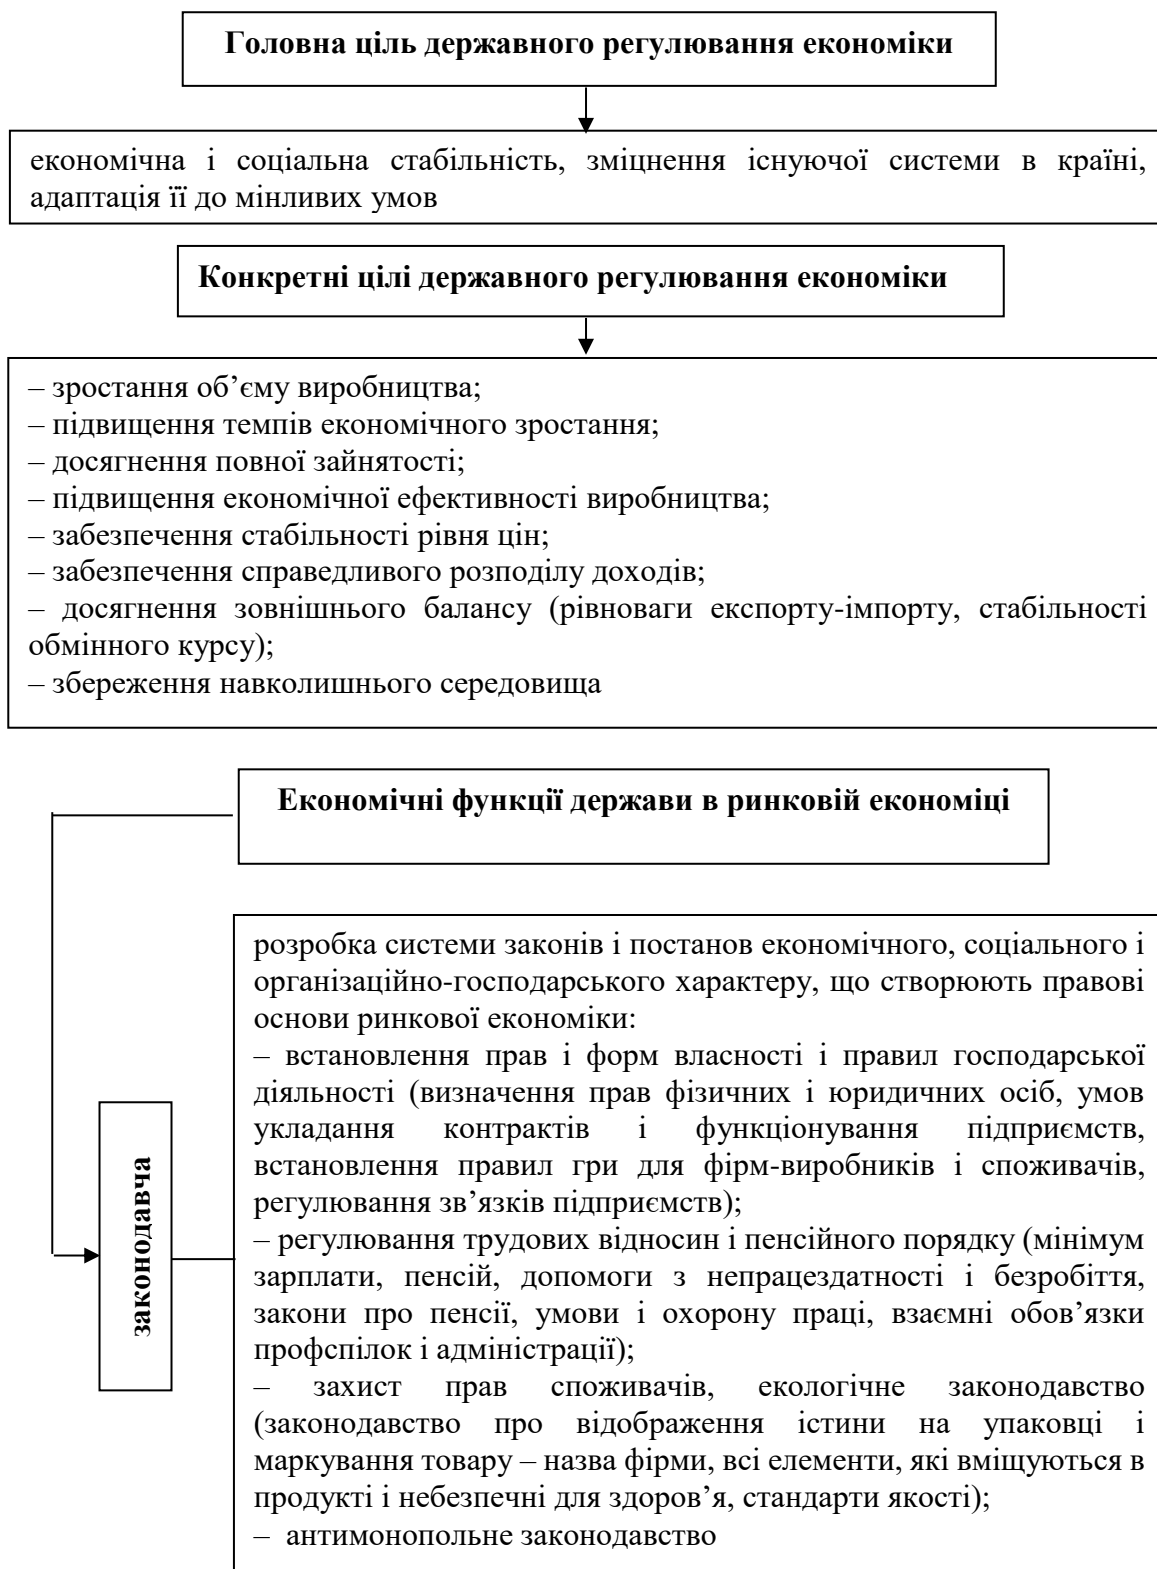 Головна ціль державного регулювання економіки
економічна і соціальна стабільність, зміцнення існуючої системи в країні,
адаптація її до мінливих умов
Конкретні цілі державного регулювання економіки
– зростання об’єму виробництва;
– підвищення темпів економічного зростання;
– досягнення повної зайнятості;
– підвищення економічної ефективності виробництва;
– забезпечення стабільності рівня цін;
– забезпечення справедливого розподілу доходів;
– досягнення зовнішнього балансу (рівноваги експорту-імпорту, стабільності
обмінного курсу);
– збереження навколишнього середовища
Економічні функції держави в ринковій економіці
законодавча
розробка системи законів і постанов економічного, соціального і
організаційно-господарського характеру, що створюють правові
основи ринкової економіки:
– встановлення прав і форм власності і правил господарської
діяльності (визначення прав фізичних і юридичних осіб, умов
укладання контрактів і функціонування підприємств,
встановлення правил гри для фірм-виробників і споживачів,
регулювання зв’язків підприємств);
– регулювання трудових відносин і пенсійного порядку (мінімум
зарплати, пенсій, допомоги з непрацездатності і безробіття,
закони про пенсії, умови і охорону праці, взаємні обов’язки
профспілок і адміністрації);
– захист прав споживачів, екологічне законодавство
(законодавство про відображення істини на упаковці і
маркування товару – назва фірми, всі елементи, які вміщуються в
продукті і небезпечні для здоров’я, стандарти якості);
– антимонопольне законодавство